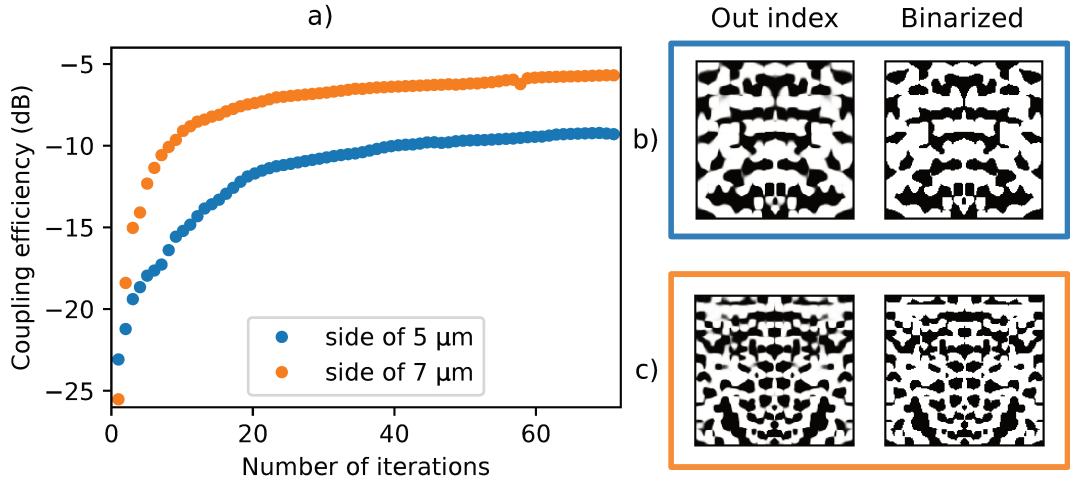 a)
Out index
Binarized
Coupling efficiency (dB)
−5
−10
−15
−20
−25
0
20
40
60
Number of iterations
side of 5 μm
side of 7 μm
b)
c)